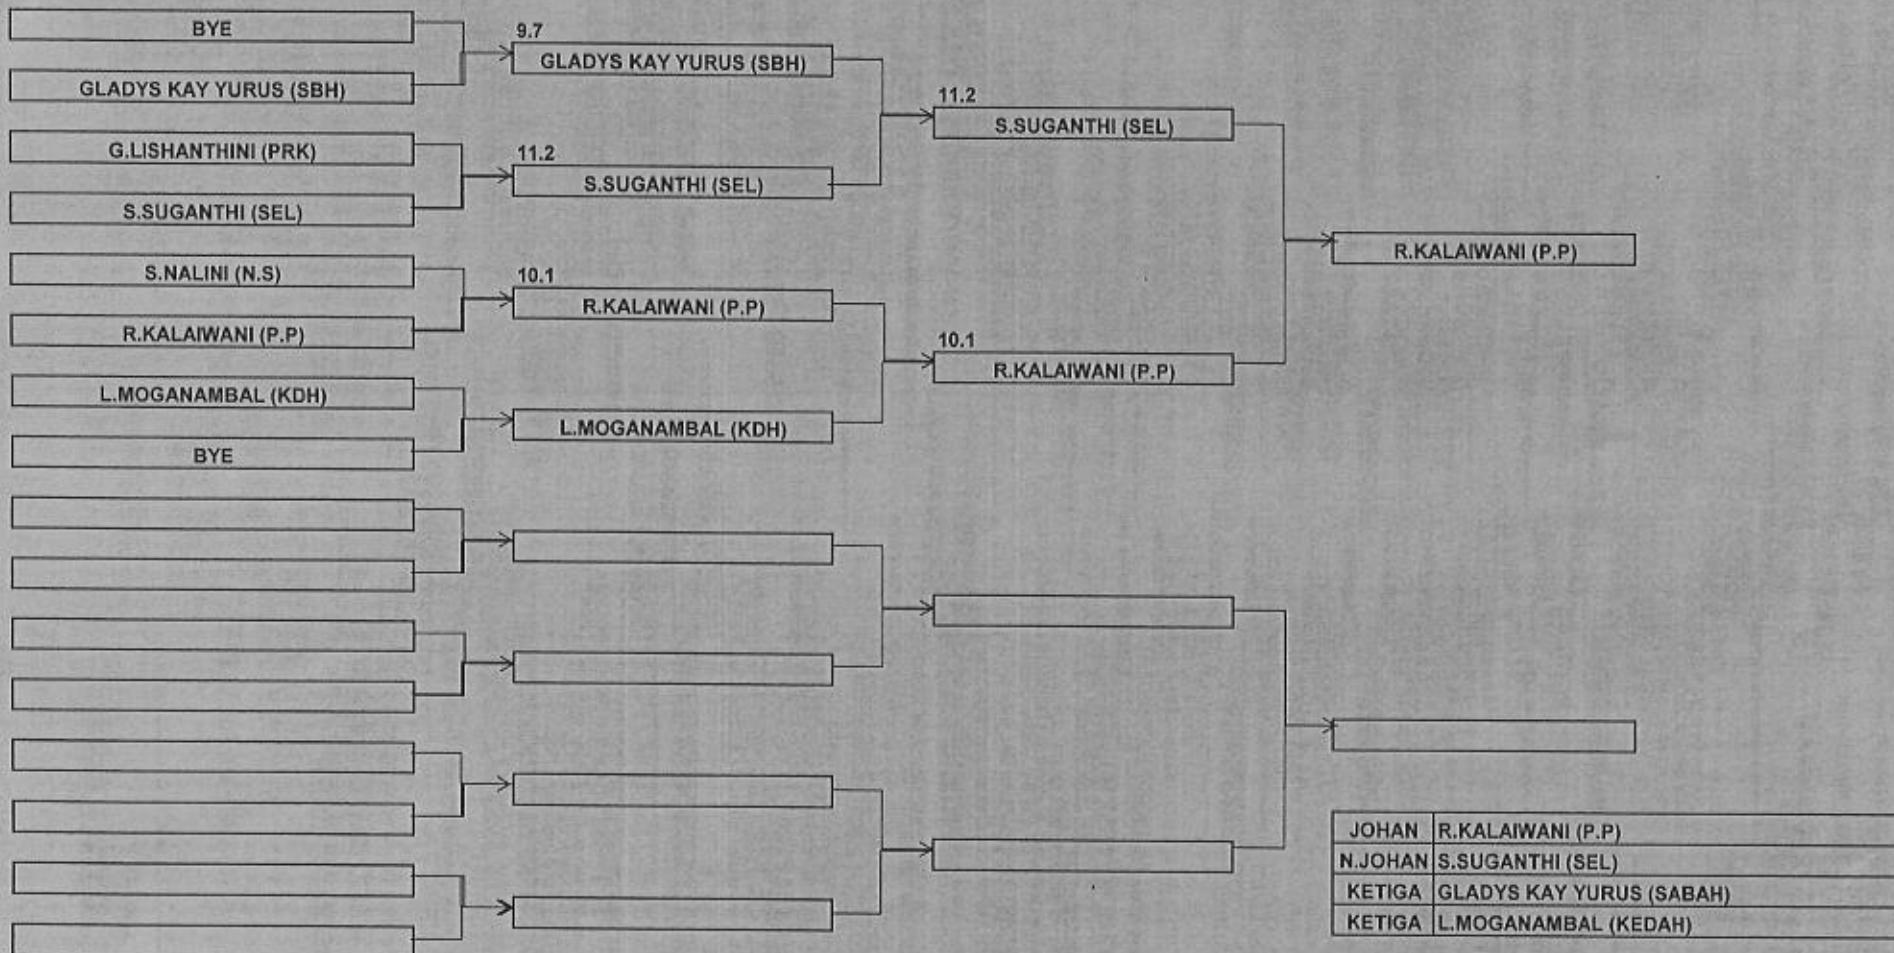 BYE
GLADYS KAY YURUS (SBH)
G.LISHANTHINI (PRK)
S.SUGANTHI (SEL)
S.NALINI (N.S)
R.KALAIWANI (P.P)
L.MOGANAMBAL (KDH)
BYE
9.7
GLADYS KAY YURUS (SBH)
11.2
S.SUGANTHI (SEL)
10.1
R.KALAIWANI (P.P)
L.MOGANAMBAL (KDH)
11.2
S.SUGANTHI (SEL)
10.1
R.KALAIWANI (P.P)
R.KALAIWANI (P.P)
JOHAN R.KALAIWANI (P.P)
N.JOHAN S.SUGANTHI (SEL)
KETIGA GLADYS KAY YURUS (SABAH)
KETIGA L.MOGANAMBAL (KEDAH)